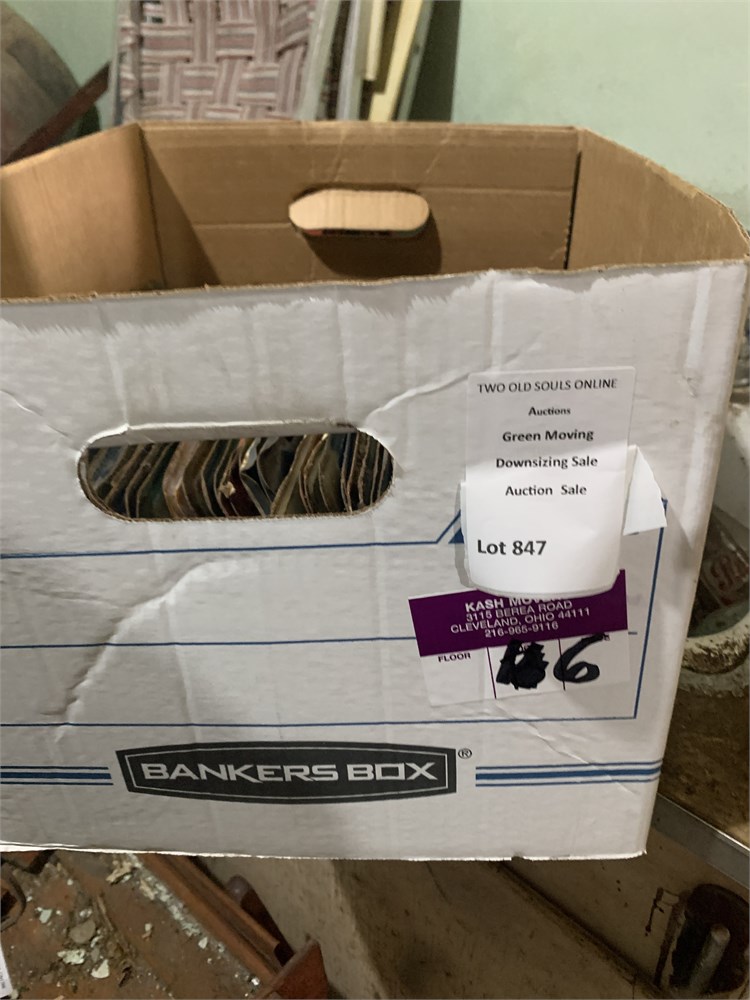 TWO OLD SOULS ONLINE
Auctions
Green Moving
Downsizing Sale
Auction Sale
Lot 847
KASH
3115 BEREA ROAD
CLEVELAND, OHIO 44111
216-965-9116
FLOOR
6
BANKERS BOX®